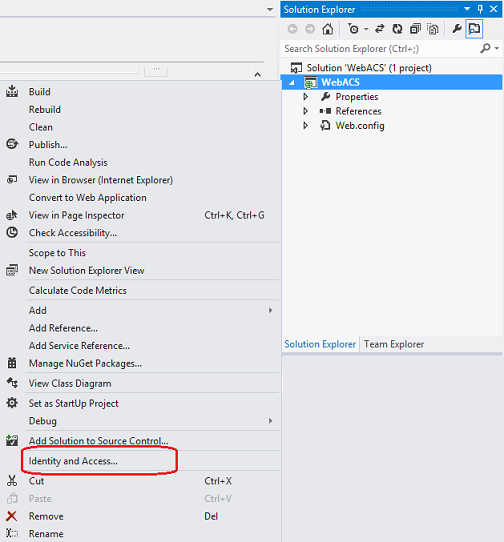 Solution Explorer
Search Solution Explorer (Ctrl+;)
Solution 'WebACS' (1 project)
WebACS
Properties
References
Web.config
Solution Explorer Team Explorer
Build
Rebuild
Clean
Publish...
Run Code Analysis
View in Browser (Internet Explorer)
Convert to Web Application
View in Page Inspector Ctrl+K, Ctrl+G
Check Accessibility...
Scope to This
New Solution Explorer View
Calculate Code Metrics
Add
Add Reference...
Add Service Reference...
Manage NuGet Packages...
View Class Diagram
Set as StartUp Project
Debug
Add Solution to Source Control...
Identity and Access...
Cut Ctrl+X
Paste Ctrl+V
Remove Del
Rename